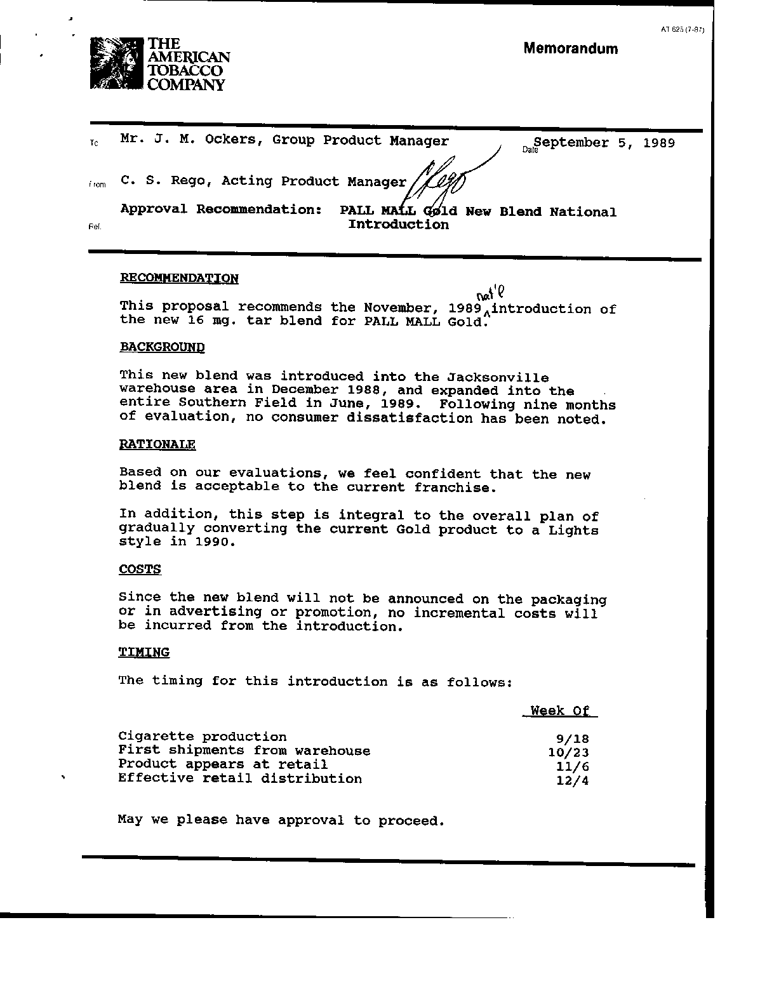 AT 625 (7-87)
THE
AMERICAN
TOBACCO
COMPANY
Memorandum
To Mr. J. M. Ockers, Group Product Manager Date September 5, 1989
From C. S. Rego, Acting Product Manager Rego
Approval Recommendation: PALL MALL Gold New Blend National
Ref. Introduction
RECOMMENDATION
nat'l
This proposal recommends the November, 1989 ^ introduction of
the new 16 mg. tar blend for PALL MALL Gold.
BACKGROUND
This new blend was introduced into the Jacksonville
warehouse area in December 1988, and expanded into the
entire Southern Field in June, 1989. Following nine months
of evaluation, no consumer dissatisfaction has been noted.
RATIONALE
Based on our evaluations, we feel confident that the new
blend is acceptable to the current franchise.
In addition, this step is integral to the overall plan of
gradually converting the current Gold product to a Lights
style in 1990.
COSTS
Since the new blend will not be announced on the packaging
or in advertising or promotion, no incremental costs will
be incurred from the introduction.
TIMING
The timing for this introduction is as follows:
Week Of
Cigarette production 9/18
First shipments from warehouse 10/23
Product appears at retail 11/6
Effective retail distribution 12/4
May we please have approval to proceed.